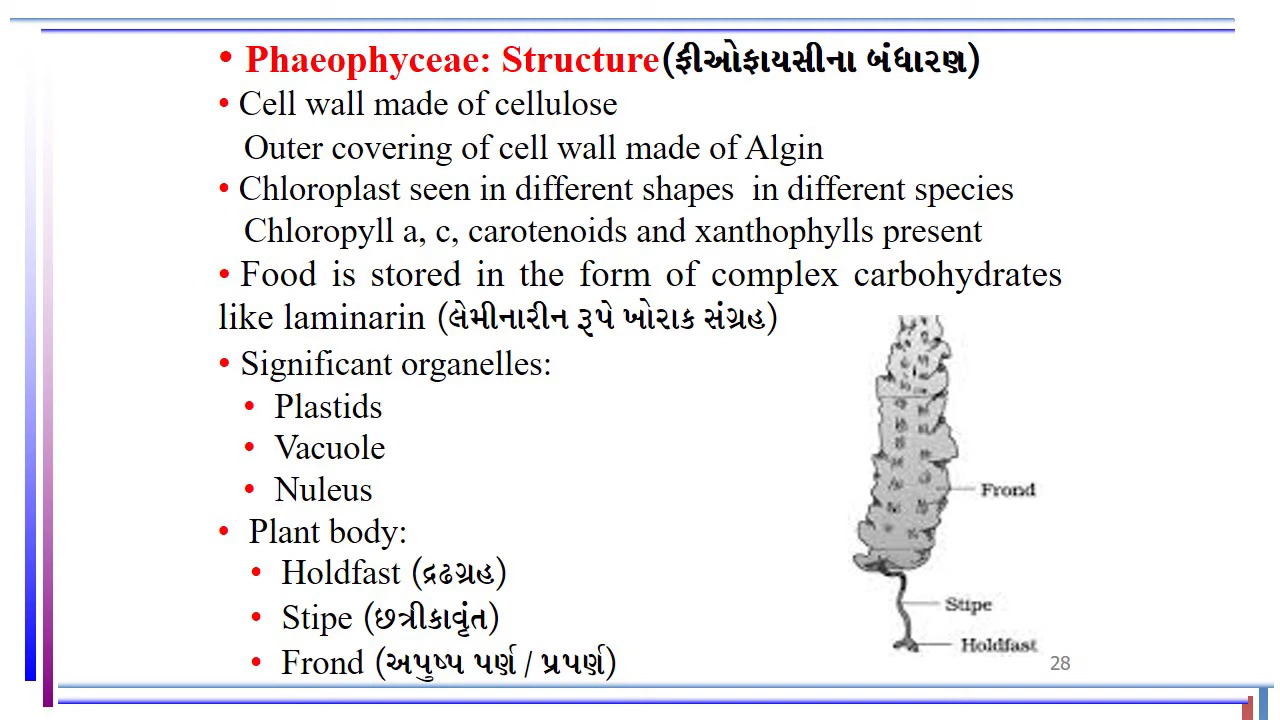 • Phaeophyceae: Structure(ફીઓફાયસીના બંધારણ)
• Cell wall made of cellulose
Outer covering of cell wall made of Algin
• Chloroplast seen in different shapes in different species
Chloropyll a, c, carotenoids and xanthophylls present
• Food is stored in the form of complex carbohydrates
like laminarin (લેમીનારીન રૂપે ખોરાક સંગ્રહ)
• Significant organelles:
• Plastids
• Vacuole
• Nuleus
• Plant body:
• Holdfast (દ્રઢગ્રહ)
• Stipe (છત્રીકાવૃંત)
• Frond (અપુષ્પ પર્ણ / પ્રપર્ણ)
Frond
Stipe
Holdfast
28